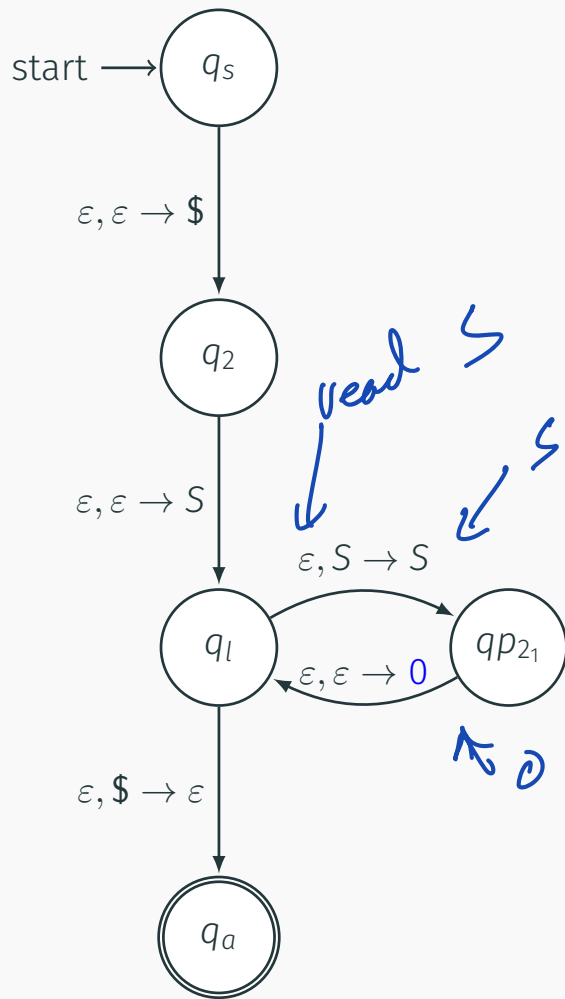 start q_s
ε, ε → $
q_2
read S
ε, ε → S
S
ε, S → S
q_l
qp_{2_1}
ε, ε → 0
0
ε, $ → ε
q_a